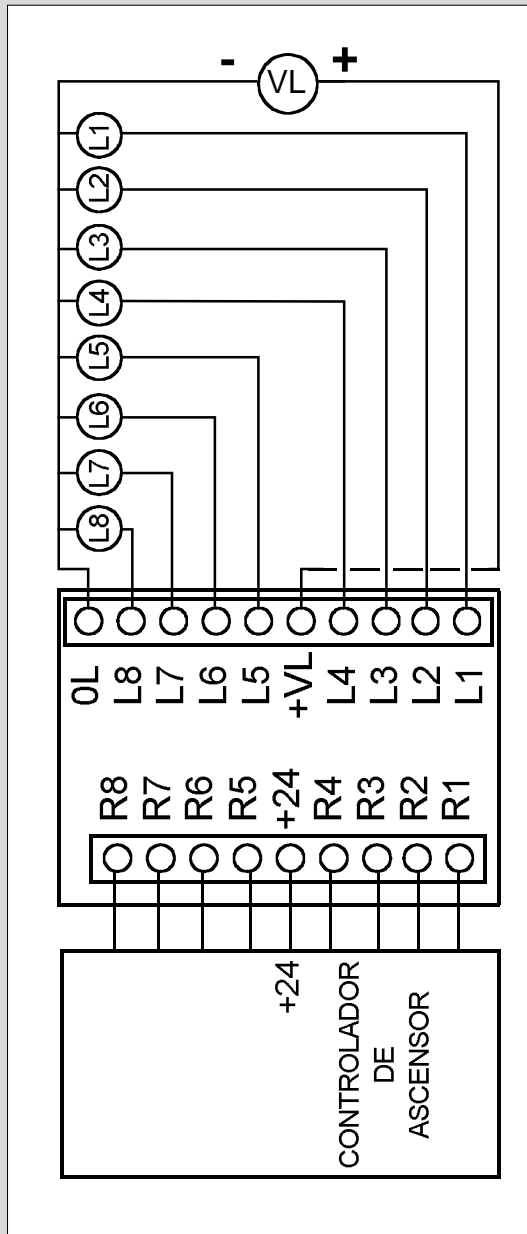 - VL +
L1
L2
L3
L4
L5
L6
L7
L8
0L L8 L7 L6 L5 +VL L4 L3 L2 L1
R8 R7 R6 R5 +24 R4 R3 R2 R1
+24
CONTROLADOR
DE
ASCENSOR